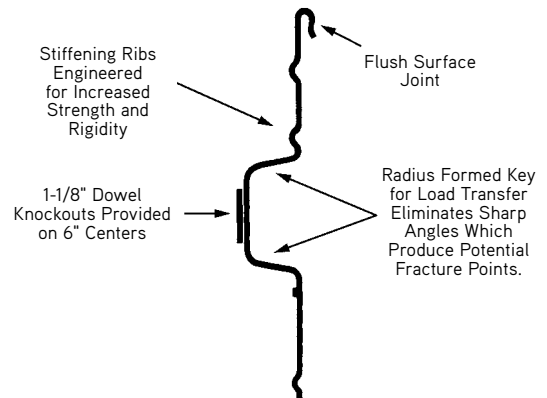 Stiffening Ribs
Engineered
for Increased
Strength and
Rigidity
Flush Surface
Joint
1-1/8" Dowel
Knockouts Provided
on 6" Centers
Radius Formed Key
for Load Transfer
Eliminates Sharp
Angles Which
Produce Potential
Fracture Points.